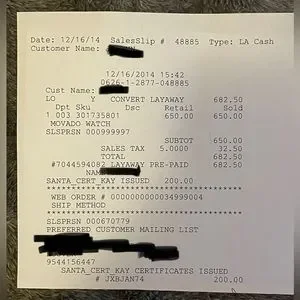 Date: 12/16/14 SalesSlip # 48885 Type: LA Cash
Customer Name:
12/16/2014 15:42
0626-1-2877-048885
Cust Name:
LO Y CONVERT LAYAWAY 682.50
Dpt Sku Dsc Retail Sold
1 003 301735801 650.00 650.00
MOVADO WATCH
SLSPRSN 000999997
SUBTOT 650.00
SALES TAX 5.0000 32.50
TOTAL 682.50
#7044594082 LAYAWAY PRE-PAID 682.50
NAM
SANTA_CERT_KAY ISSUED 200.00
****************************************
WEB ORDER # 0000000000034999004
SHIP METHOD
****************************************
SLSPRSN 000670779
PREFERRED CUSTOMER MAILING LIST
9544156447
SANTA_CERT_KAY CERTIFICATES ISSUED
# JXBJAN74 200.00